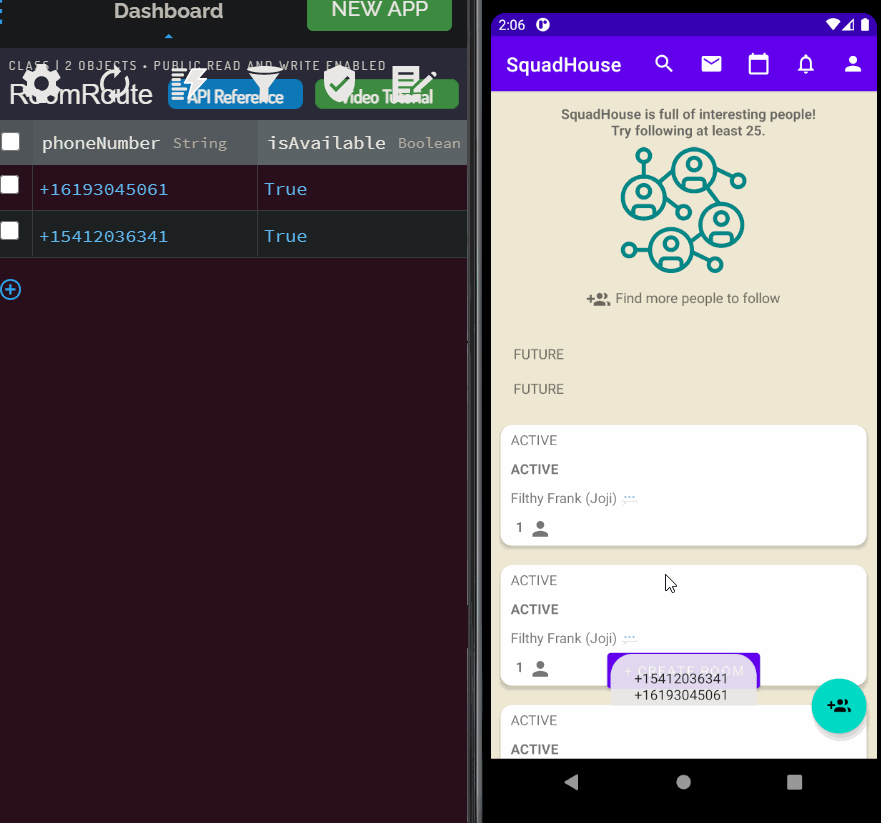 Dashboard
NEW APP
CLASS | 2 OBJECTS • PUBLIC READ AND WRITE ENABLED
RoomRoute
API Reference
Video Tutorial
phoneNumber String
isAvailable Boolean
+16193045061 True
+15412036341 True
2:06
SquadHouse
SquadHouse is full of interesting people!
Try following at least 25.
Find more people to follow
FUTURE
FUTURE
ACTIVE
ACTIVE
Filthy Frank (Joji)
1
ACTIVE
ACTIVE
Filthy Frank (Joji)
1
+ CREATE ROOM
+15412036341
+16193045061
ACTIVE
ACTIVE